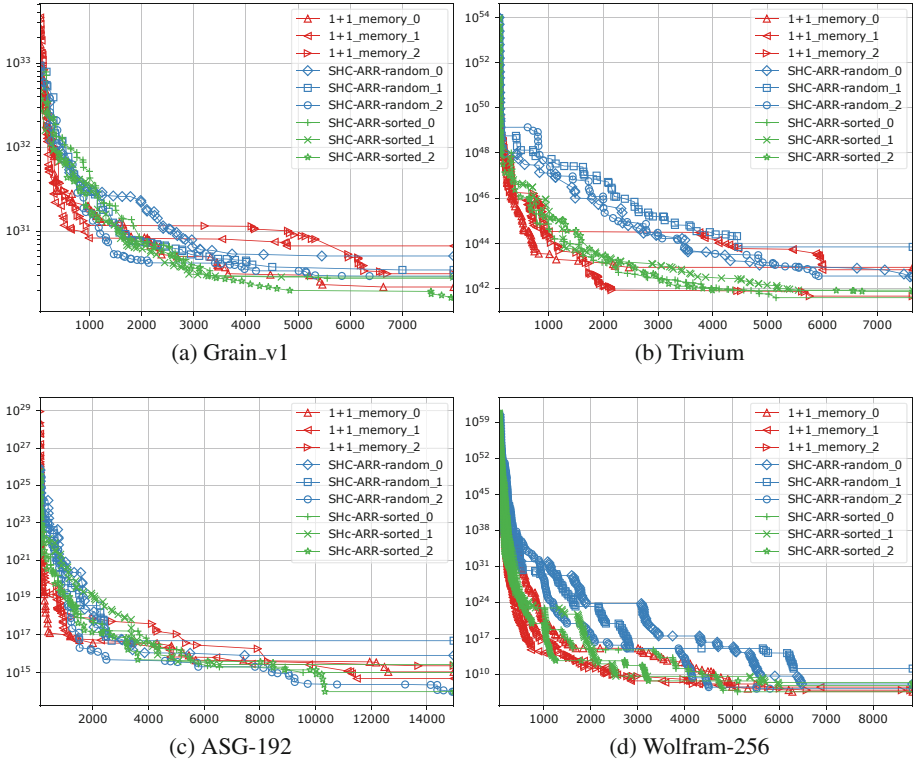 10^33
10^32
10^31
1+1_memory_0
1+1_memory_1
1+1_memory_2
SHC-ARR-random_0
SHC-ARR-random_1
SHC-ARR-random_2
SHC-ARR-sorted_0
SHC-ARR-sorted_1
SHC-ARR-sorted_2
1000 2000 3000 4000 5000 6000 7000
(a) Grain_v1
10^54
10^52
10^50
10^48
10^46
10^44
10^42
1+1_memory_0
1+1_memory_1
1+1_memory_2
SHC-ARR-random_0
SHC-ARR-random_1
SHC-ARR-random_2
SHC-ARR-sorted_0
SHC-ARR-sorted_1
SHC-ARR-sorted_2
1000 2000 3000 4000 5000 6000 7000
(b) Trivium
10^29
10^27
10^25
10^23
10^21
10^19
10^17
10^15
1+1_memory_0
1+1_memory_1
1+1_memory_2
SHC-ARR-random_0
SHC-ARR-random_1
SHC-ARR-random_2
SHc-ARR-sorted_0
SHc-ARR-sorted_1
SHc-ARR-sorted_2
2000 4000 6000 8000 10000 12000 14000
(c) ASG-192
10^59
10^52
10^45
10^38
10^31
10^24
10^17
10^10
1+1_memory_0
1+1_memory_1
1+1_memory_2
SHC-ARR-random_0
SHC-ARR-random_1
SHC-ARR-random_2
SHC-ARR-sorted_0
SHC-ARR-sorted_1
SHC-ARR-sorted_2
1000 2000 3000 4000 5000 6000 7000 8000
(d) Wolfram-256